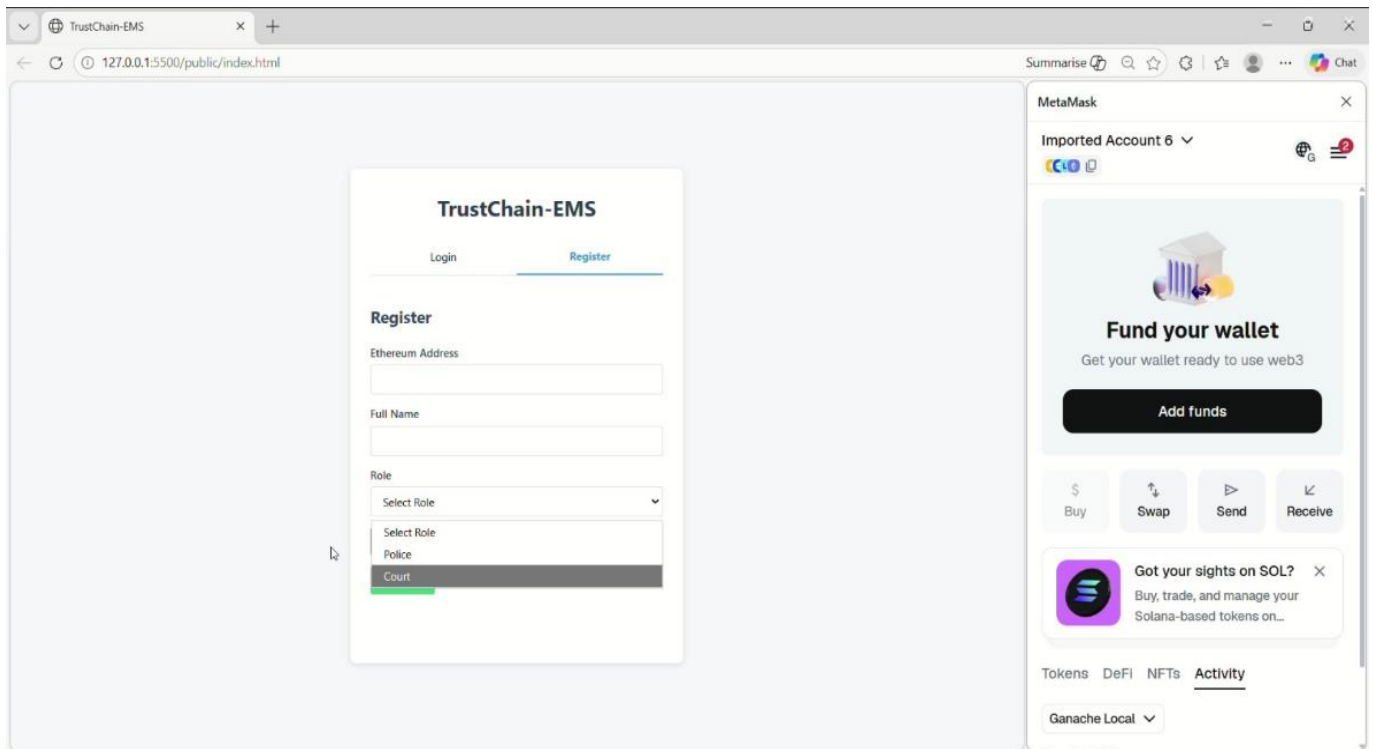 TrustChain-EMS
127.0.0.1:5500/public/index.html
Summarise
Chat
TrustChain-EMS
Login Register
Register
Ethereum Address
Full Name
Role
Select Role
Select Role
Police
Court
MetaMask
Imported Account 6
G
2
Fund your wallet
Get your wallet ready to use web3
Add funds
$
Buy Swap Send Receive
Got your sights on SOL?
Buy, trade, and manage your
Solana-based tokens on...
Tokens DeFi NFTs Activity
Ganache Local